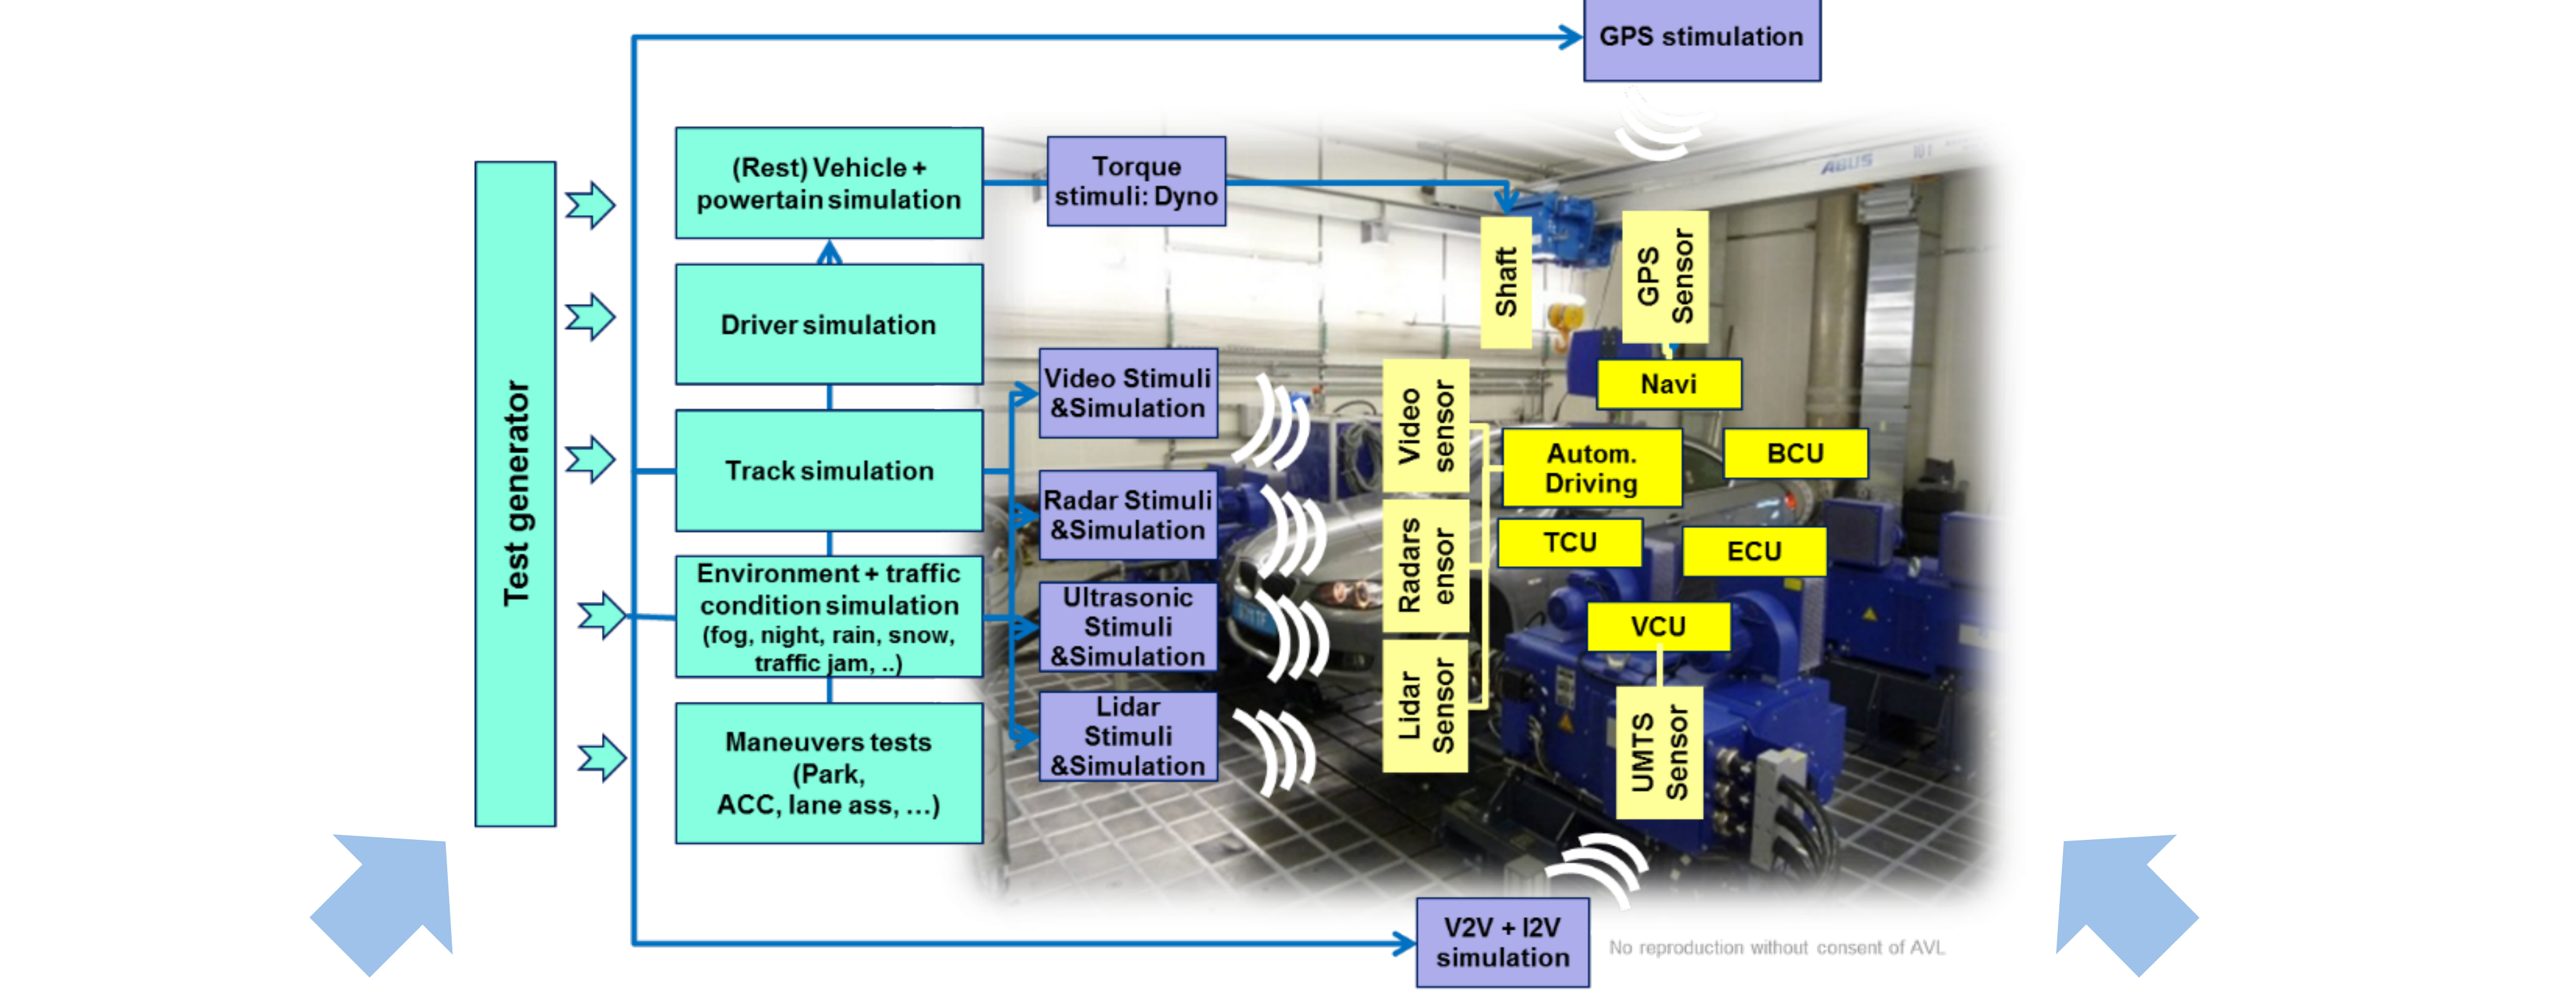 GPS stimulation
Test generator
(Rest) Vehicle +
powertain simulation
Driver simulation
Track simulation
Environment + traffic
condition simulation
(fog, night, rain, snow,
traffic jam, ..)
Maneuvers tests
(Park,
ACC, lane ass, …)
Torque
stimuli: Dyno
Video Stimuli
&Simulation
Radar Stimuli
&Simulation
Ultrasonic
Stimuli
&Simulation
Lidar
Stimuli
&Simulation
ABUS
10 t
Shaft
GPS
Sensor
Navi
Video
sensor
Radars
ensor
Lidar
Sensor
Autom.
Driving
BCU
TCU
ECU
VCU
UMTS
Sensor
V2V + I2V
simulation
No reproduction without consent of AVL